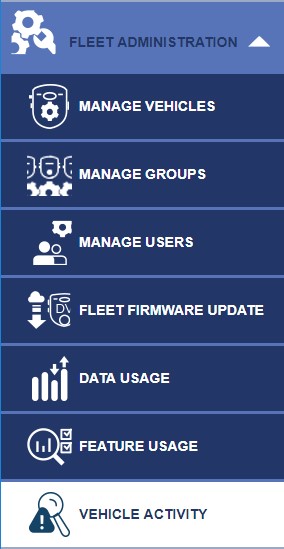 FLEET ADMINISTRATION
MANAGE VEHICLES
MANAGE GROUPS
MANAGE USERS
FLEET FIRMWARE UPDATE
DATA USAGE
FEATURE USAGE
VEHICLE ACTIVITY